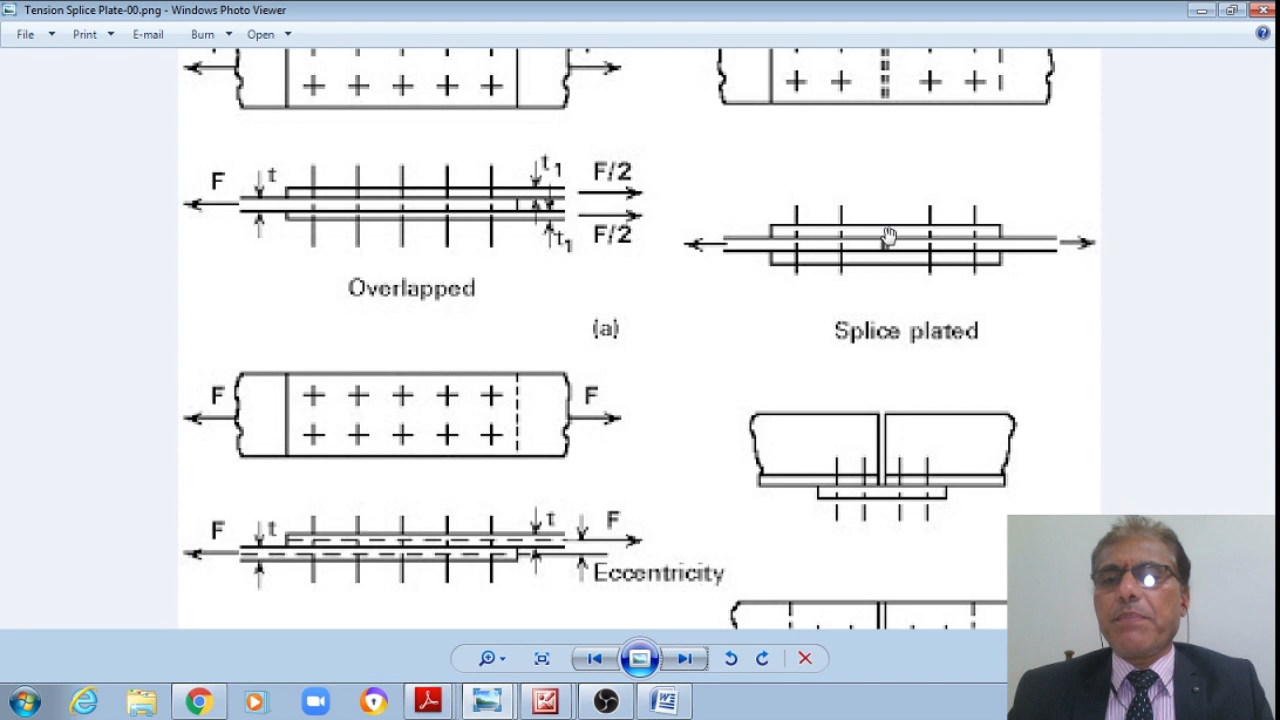 Tension Splice Plate-00.png - Windows Photo Viewer
File Print E-mail Burn Open
F t t1 F/2
F/2
t1
Overlapped
(a)
Splice plated
F F
F t t F
Eccentricity